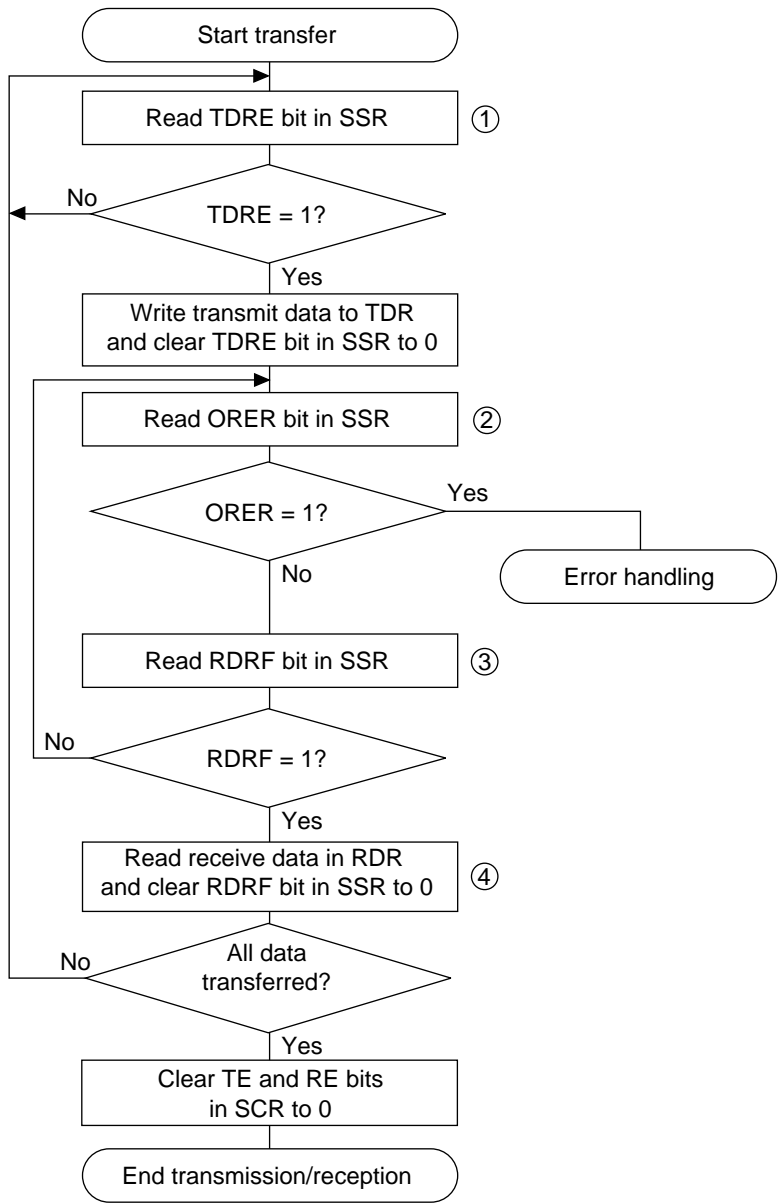 Start transfer
Read TDRE bit in SSR
①
No
TDRE = 1?
Yes
Write transmit data to TDR
and clear TDRE bit in SSR to 0
Read ORER bit in SSR
②
Yes
ORER = 1?
No
Error handling
Read RDRF bit in SSR
③
No
RDRF = 1?
Yes
Read receive data in RDR
and clear RDRF bit in SSR to 0
④
No
All data
transferred?
Yes
Clear TE and RE bits
in SCR to 0
End transmission/reception